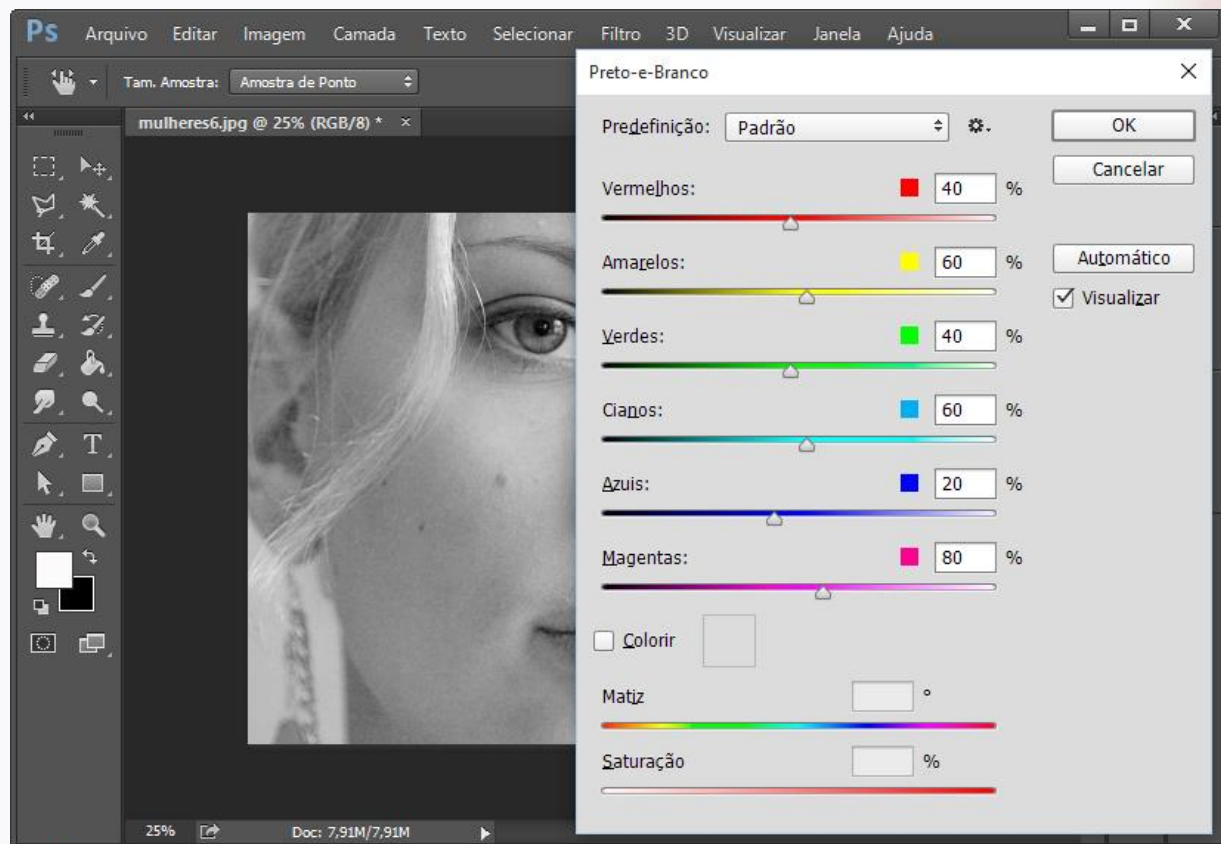 Ps Arquivo Editar Imagem Camada Texto Selecionar Filtro 3D Visualizar Janela Ajuda
Tam. Amostra: Amostra de Ponto
mulheres6.jpg @ 25% (RGB/8) * ×
T
25% Doc: 7,91M/7,91M
Preto-e-Branco
Predefinição: Padrão
OK
Cancelar
Vermelhos: 40 %
Amarelos: 60 %
Automático
Visualizar
Verdes: 40 %
Cianos: 60 %
Azuis: 20 %
Magentas: 80 %
Colorir
Matiz °
Saturação %